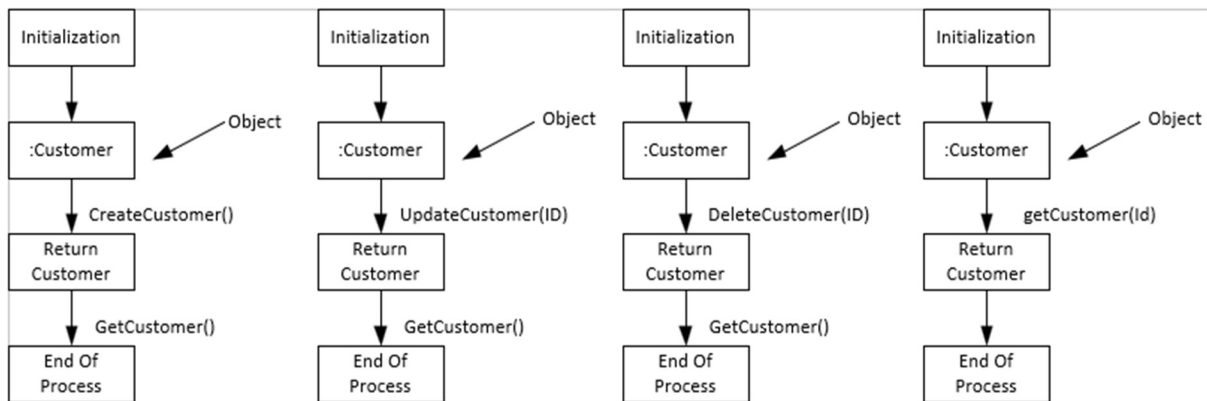 Initialization
Initialization
Initialization
Initialization
Object
Object
Object
Object
:Customer
:Customer
:Customer
:Customer
CreateCustomer()
UpdateCustomer(ID)
DeleteCustomer(ID)
getCustomer(Id)
Return
Customer
Return
Customer
Return
Customer
Return
Customer
GetCustomer()
GetCustomer()
GetCustomer()
End Of
Process
End Of
Process
End Of
Process
End Of
Process